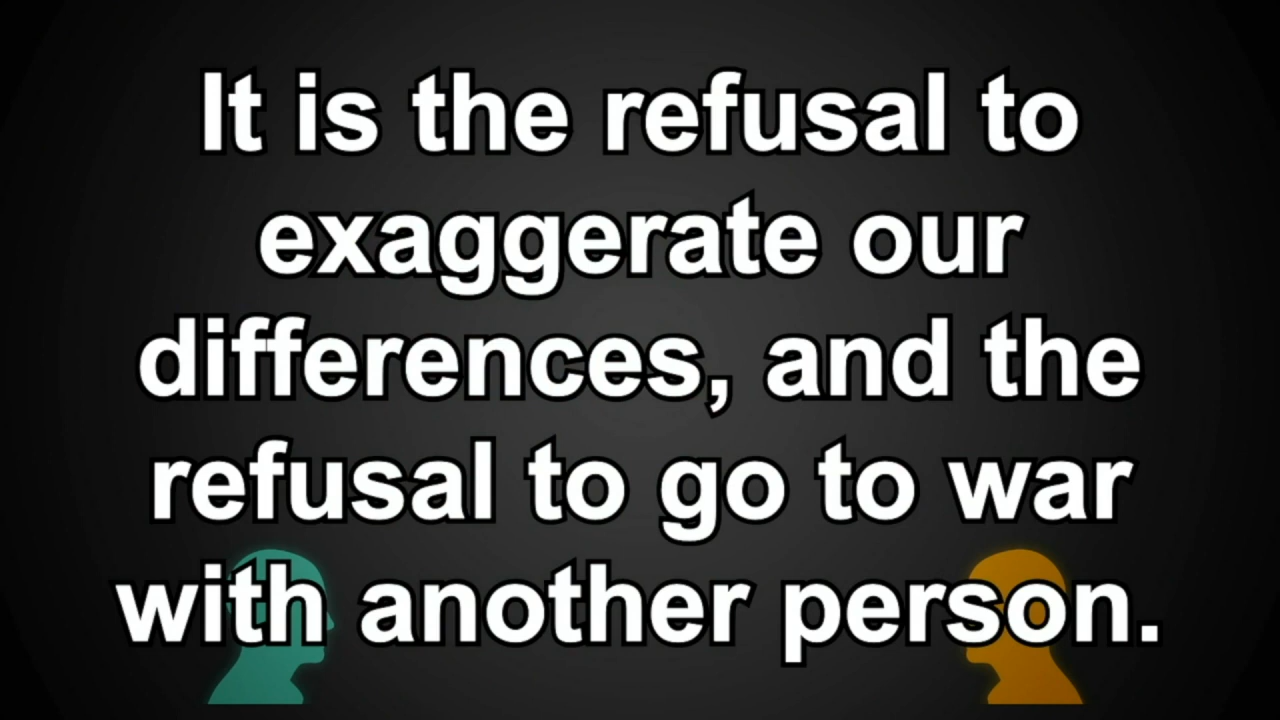 It is the refusal to
exaggerate our
differences, and the
refusal to go to war
with another person.